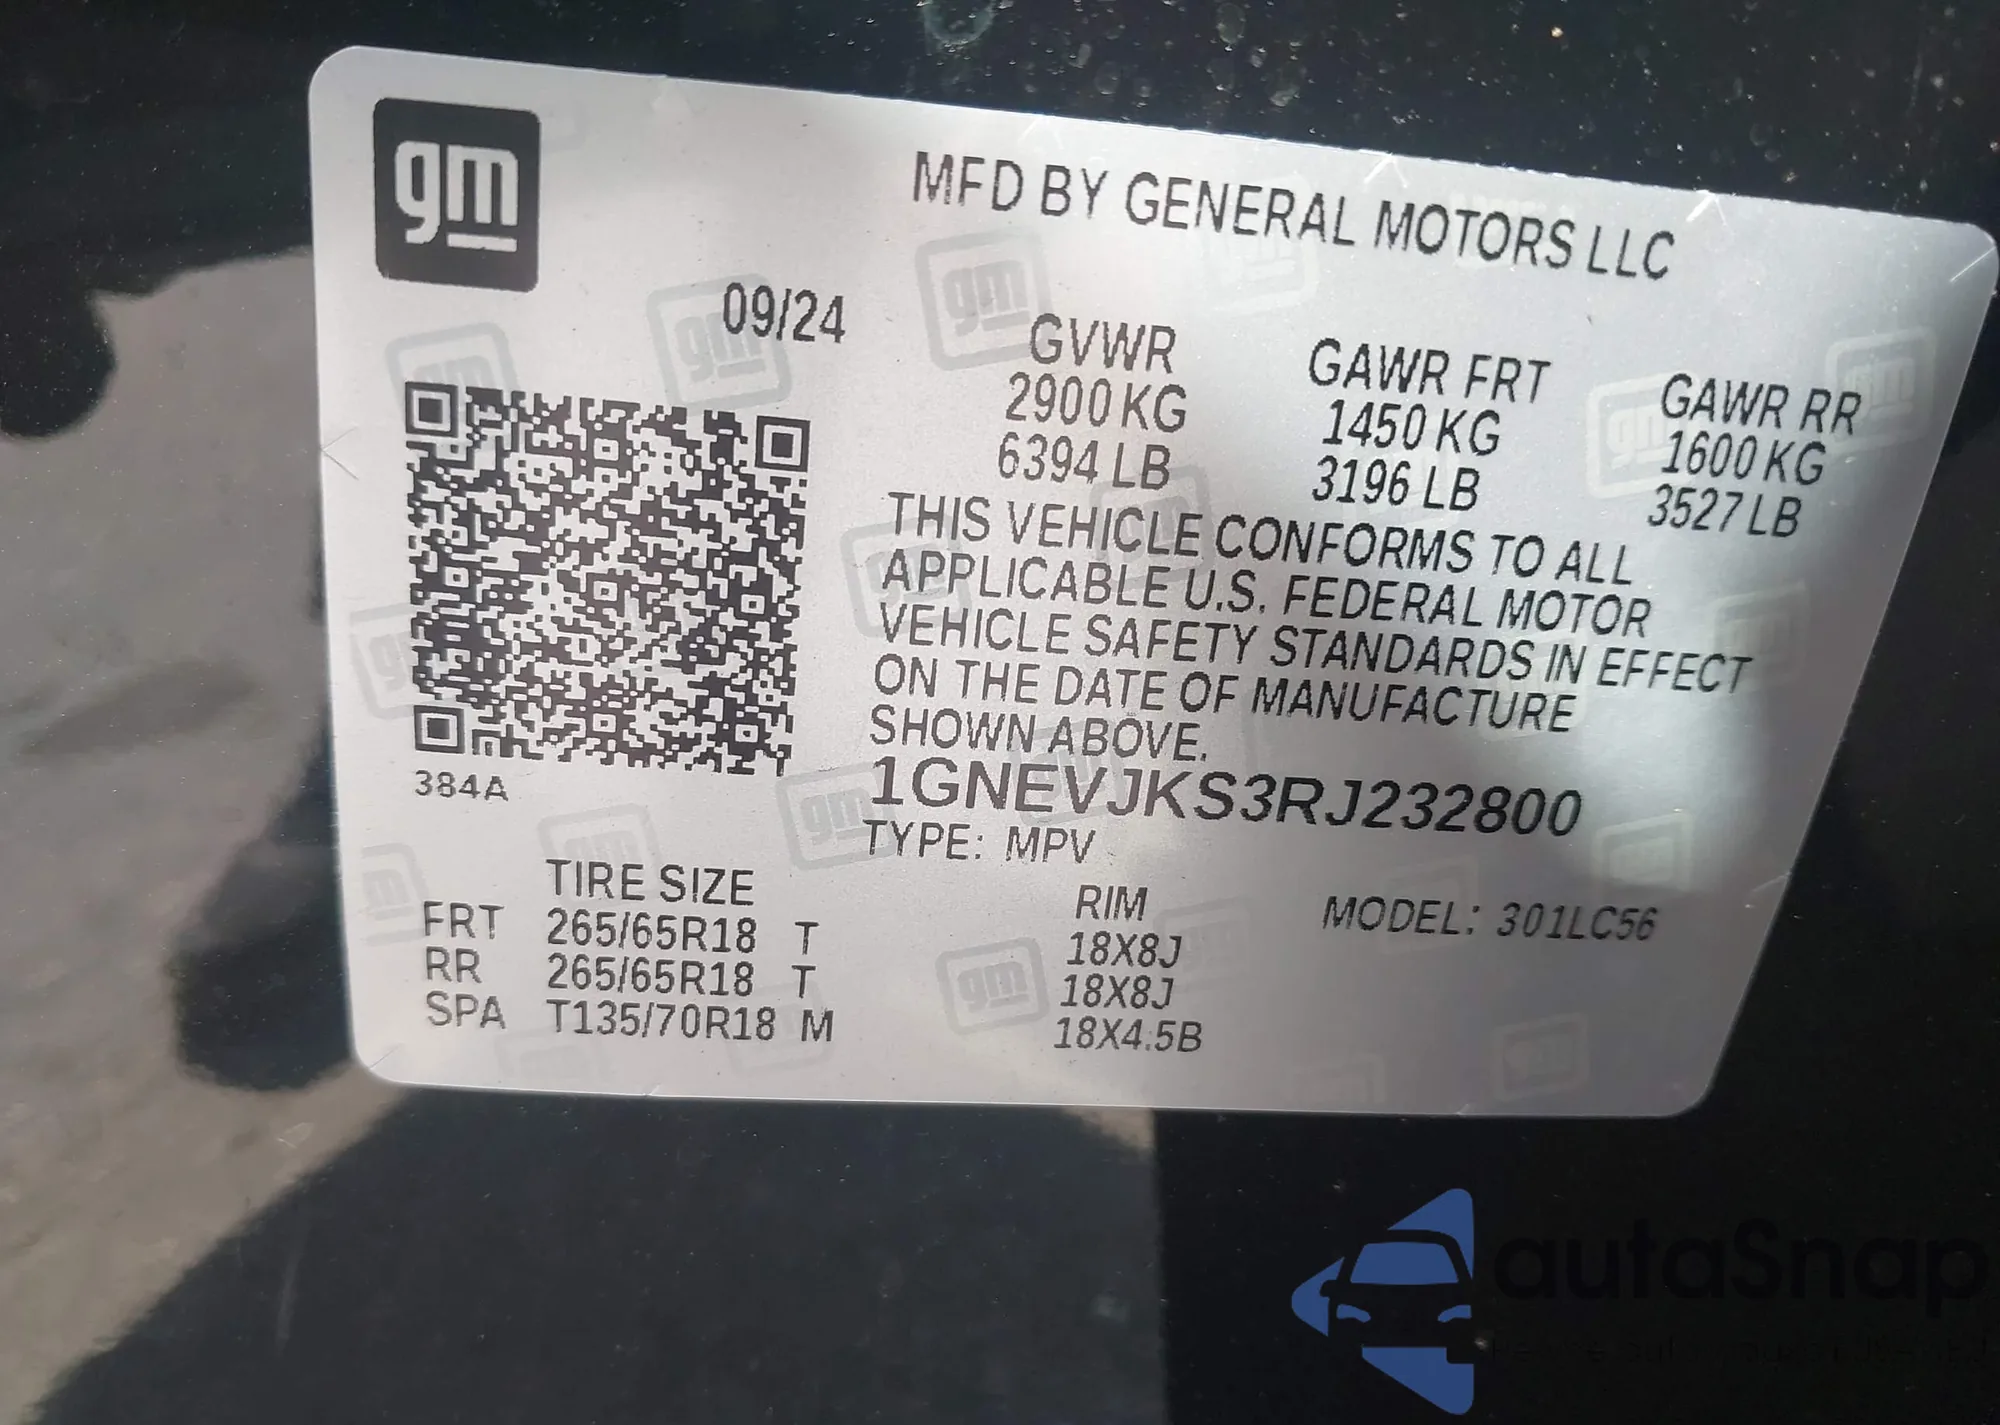 gm
MFD BY GENERAL MOTORS LLC
09/24
GVWR GAWR FRT GAWR RR
2900 KG 1450 KG 1600 KG
6394 LB 3196 LB 3527 LB
THIS VEHICLE CONFORMS TO ALL
APPLICABLE U.S. FEDERAL MOTOR
VEHICLE SAFETY STANDARDS IN EFFECT
ON THE DATE OF MANUFACTURE
SHOWN ABOVE.
384A
1GNEVJKS3RJ232800
TYPE: MPV
TIRE SIZE RIM MODEL: 301LC56
FRT 265/65R18 T 18X8J
RR 265/65R18 T 18X8J
SPA T135/70R18 M 18X4.5B
autaSnap